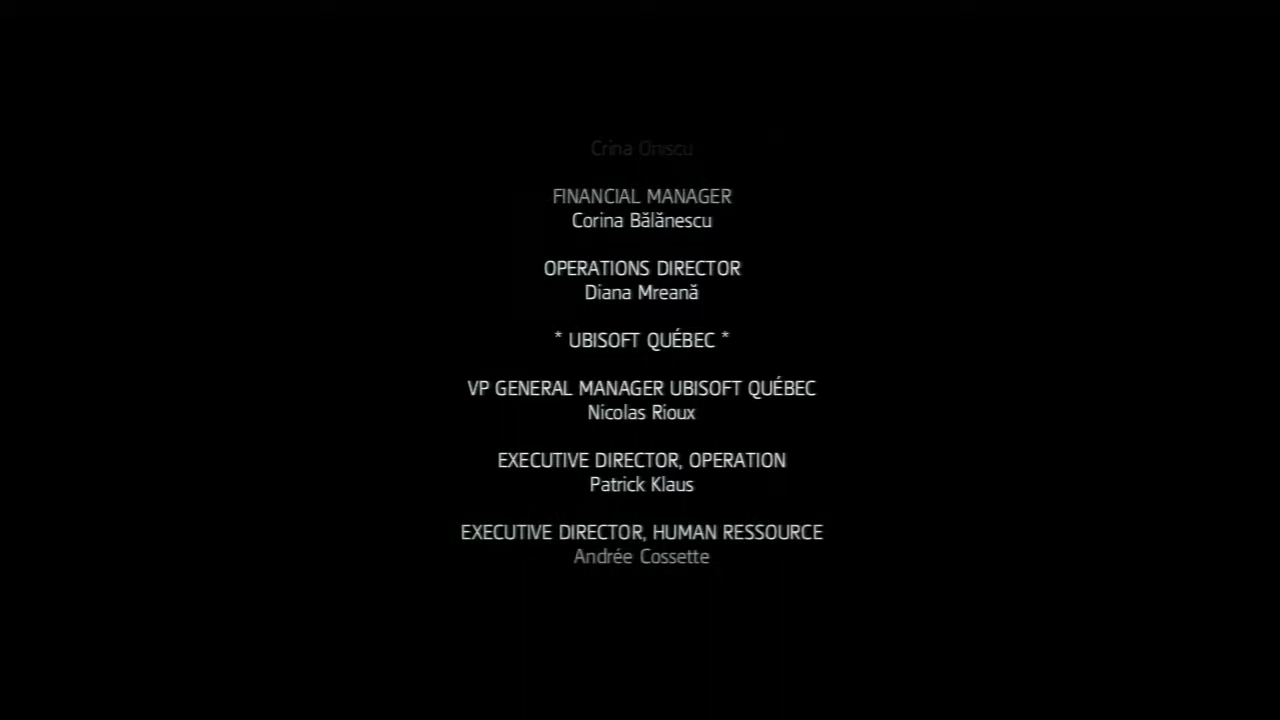 Crina Oniscu
FINANCIAL MANAGER
Corina Bălănescu
OPERATIONS DIRECTOR
Diana Mreană
* UBISOFT QUÉBEC *
VP GENERAL MANAGER UBISOFT QUÉBEC
Nicolas Rioux
EXECUTIVE DIRECTOR, OPERATION
Patrick Klaus
EXECUTIVE DIRECTOR, HUMAN RESSOURCE
Andrée Cossette